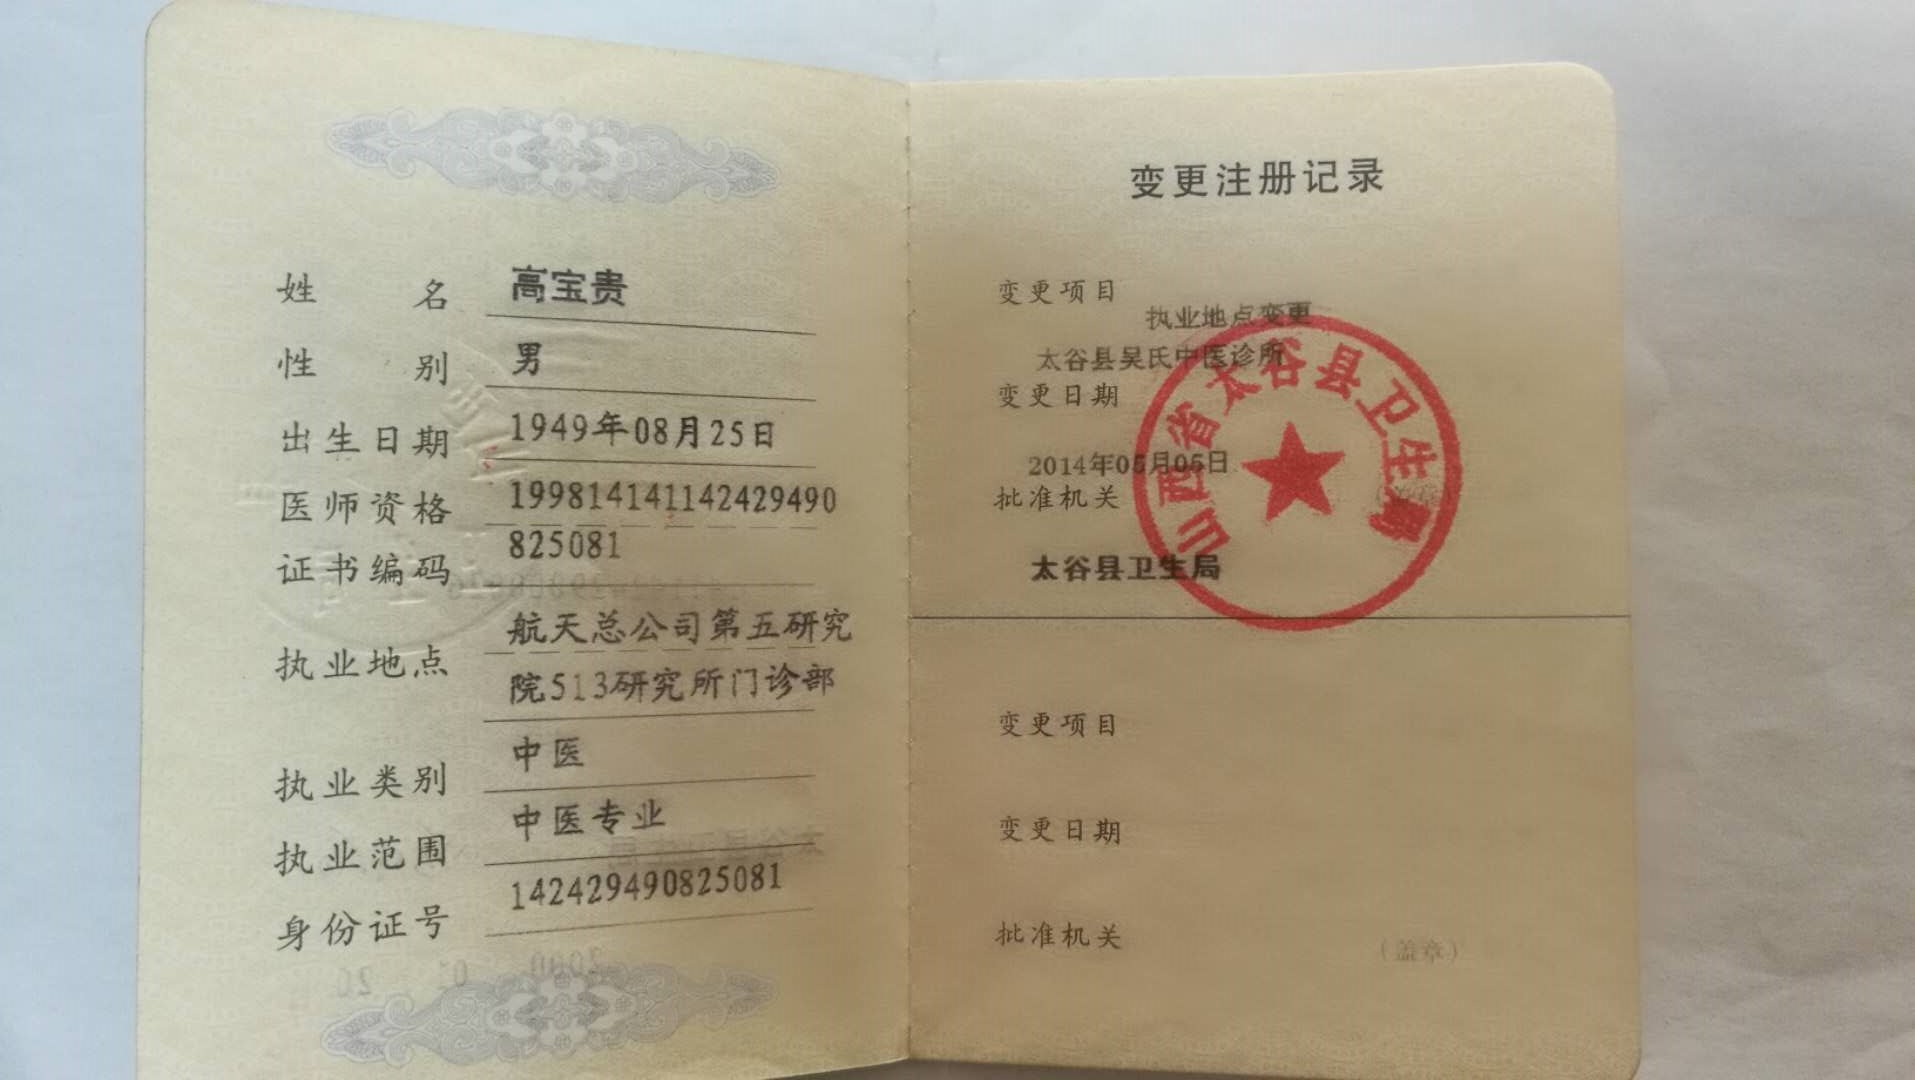 姓名 高宝贵
性别 男
出生日期 1949年08月25日
医师资格 199814141142429490
证书编码 825081
执业地点 航天总公司第五研究
院513研究所门诊部
执业类别 中医
执业范围 中医专业
身份证号 142429490825081
变更注册记录
变更项目
执业地点变更
太谷县吴氏中医诊所
变更日期
2014年05月05日
批准机关
太谷县卫生局
山西省太谷县卫生局
变更项目
变更日期
批准机关
(盖章)